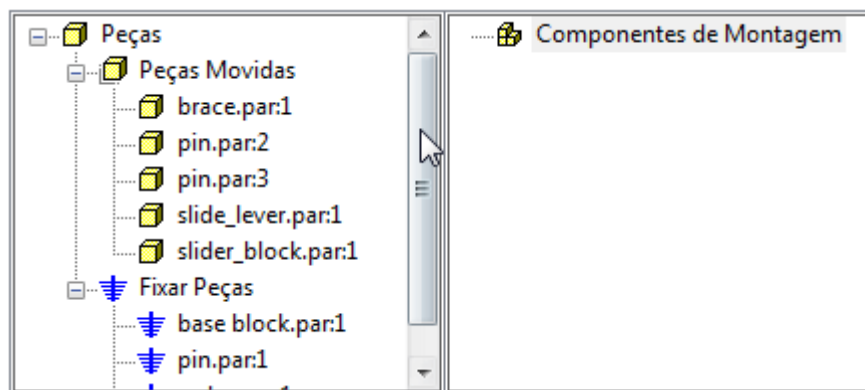 Peças
Peças Movidas
brace.par:1
pin.par:2
pin.par:3
slide_lever.par:1
slider_block.par:1
Fixar Peças
base block.par:1
pin.par:1
Componentes de Montagem